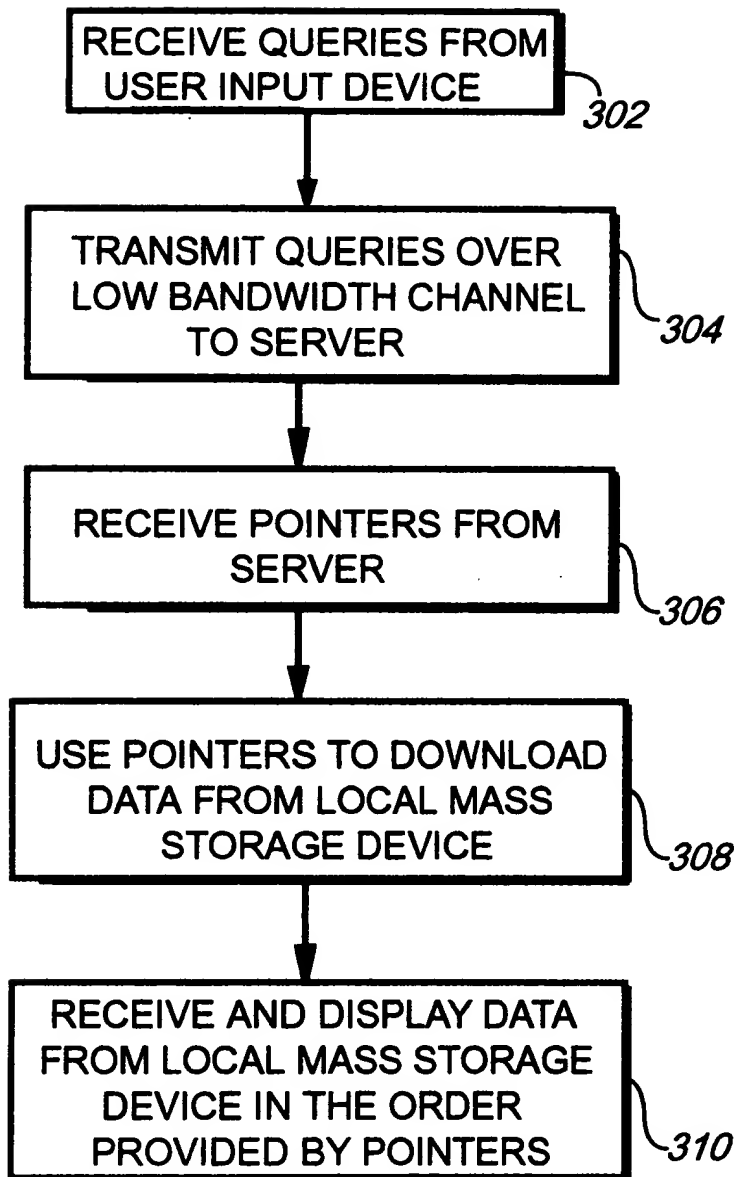 RECEIVE QUERIES FROM
USER INPUT DEVICE
302
TRANSMIT QUERIES OVER
LOW BANDWIDTH CHANNEL
TO SERVER
304
RECEIVE POINTERS FROM
SERVER
306
USE POINTERS TO DOWNLOAD
DATA FROM LOCAL MASS
STORAGE DEVICE
308
RECEIVE AND DISPLAY DATA
FROM LOCAL MASS STORAGE
DEVICE IN THE ORDER
PROVIDED BY POINTERS
310